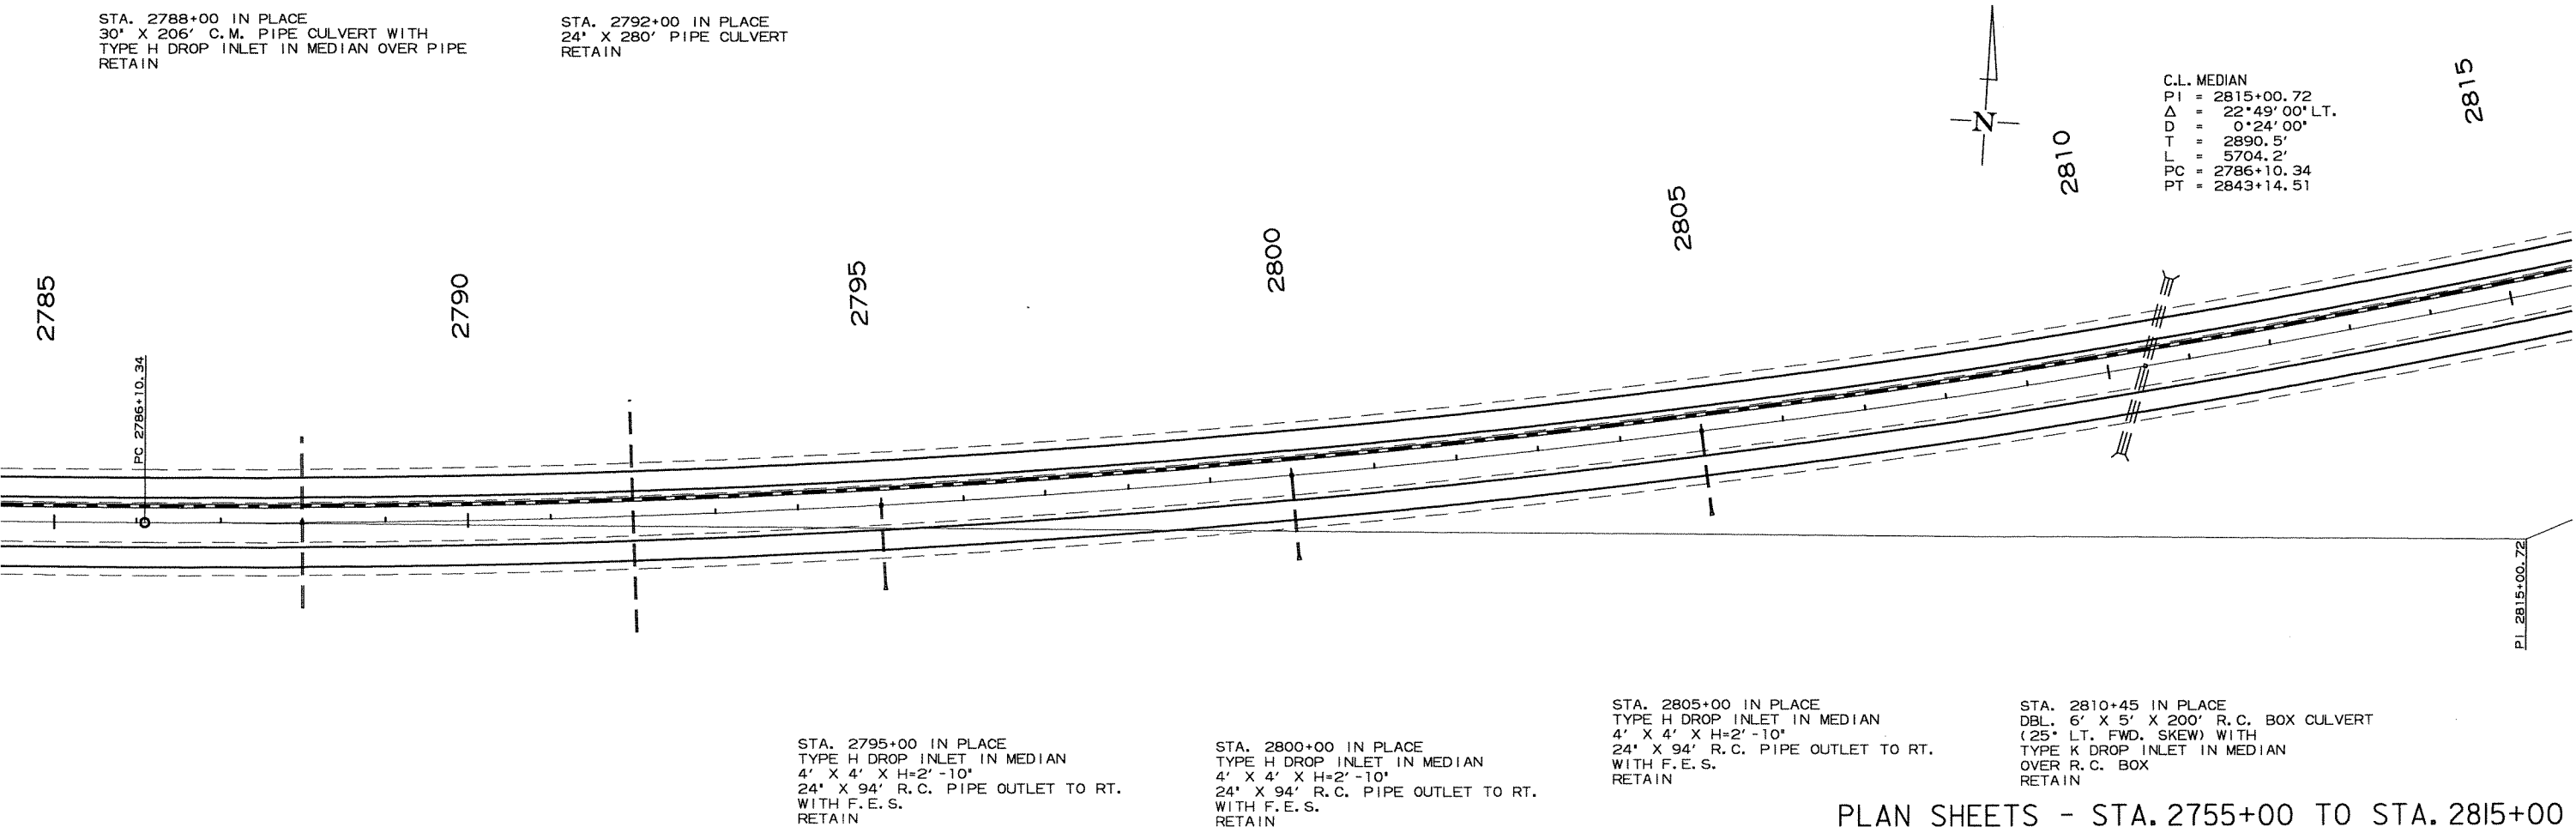 STA. 2788+00 IN PLACE
30" X 206' C.M. PIPE CULVERT WITH
TYPE H DROP INLET IN MEDIAN OVER PIPE
RETAIN
STA. 2792+00 IN PLACE
24" X 280' PIPE CULVERT
RETAIN
N
C.L. MEDIAN
PI = 2815+00.72
Δ = 22°49'00" LT.
D = 0°24'00"
T = 2890.5'
L = 5704.2'
PC = 2786+10.34
PT = 2843+14.51
2785
2790
2795
2800
2805
2810
2815
PC 2786+10.34
PI 2815+00.72
STA. 2795+00 IN PLACE
TYPE H DROP INLET IN MEDIAN
4' X 4' X H=2'-10"
24" X 94' R.C. PIPE OUTLET TO RT.
WITH F.E.S.
RETAIN
STA. 2800+00 IN PLACE
TYPE H DROP INLET IN MEDIAN
4' X 4' X H=2'-10"
24" X 94' R.C. PIPE OUTLET TO RT.
WITH F.E.S.
RETAIN
STA. 2805+00 IN PLACE
TYPE H DROP INLET IN MEDIAN
4' X 4' X H=2'-10"
24" X 94' R.C. PIPE OUTLET TO RT.
WITH F.E.S.
RETAIN
STA. 2810+45 IN PLACE
DBL. 6' X 5' X 200' R.C. BOX CULVERT
(25° LT. FWD. SKEW) WITH
TYPE K DROP INLET IN MEDIAN
OVER R.C. BOX
RETAIN
PLAN SHEETS - STA. 2755+00 TO STA. 2815+00